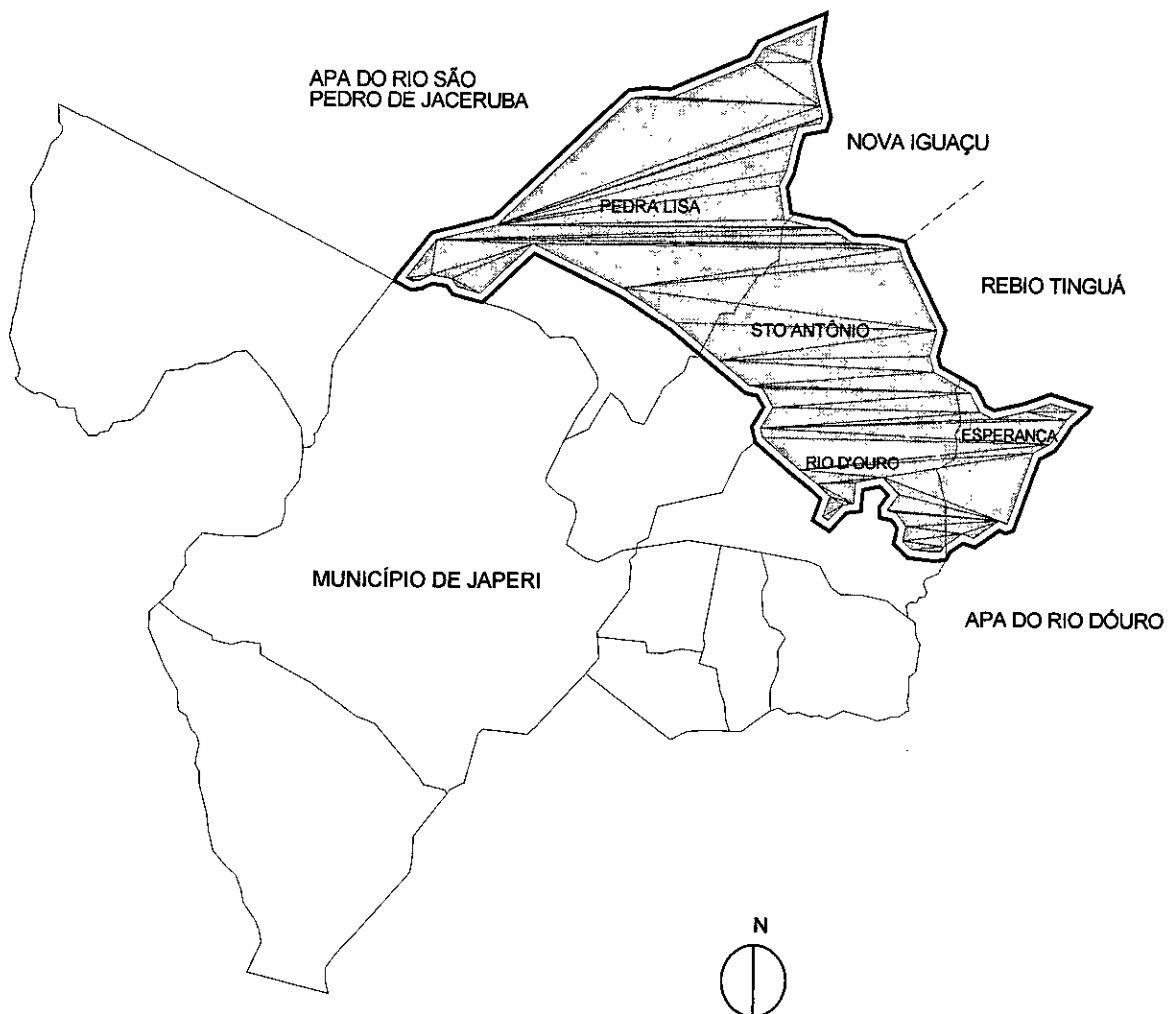 APA DO RIO SÃO
PEDRO DE JACERUBA
NOVA IGUAÇU
PEDRA LISA
REBIO TINGUÁ
STO ANTÔNIO
ESPERANÇA
RIO D'OURO
MUNICÍPIO DE JAPERI
APA DO RIO DÓURO
N